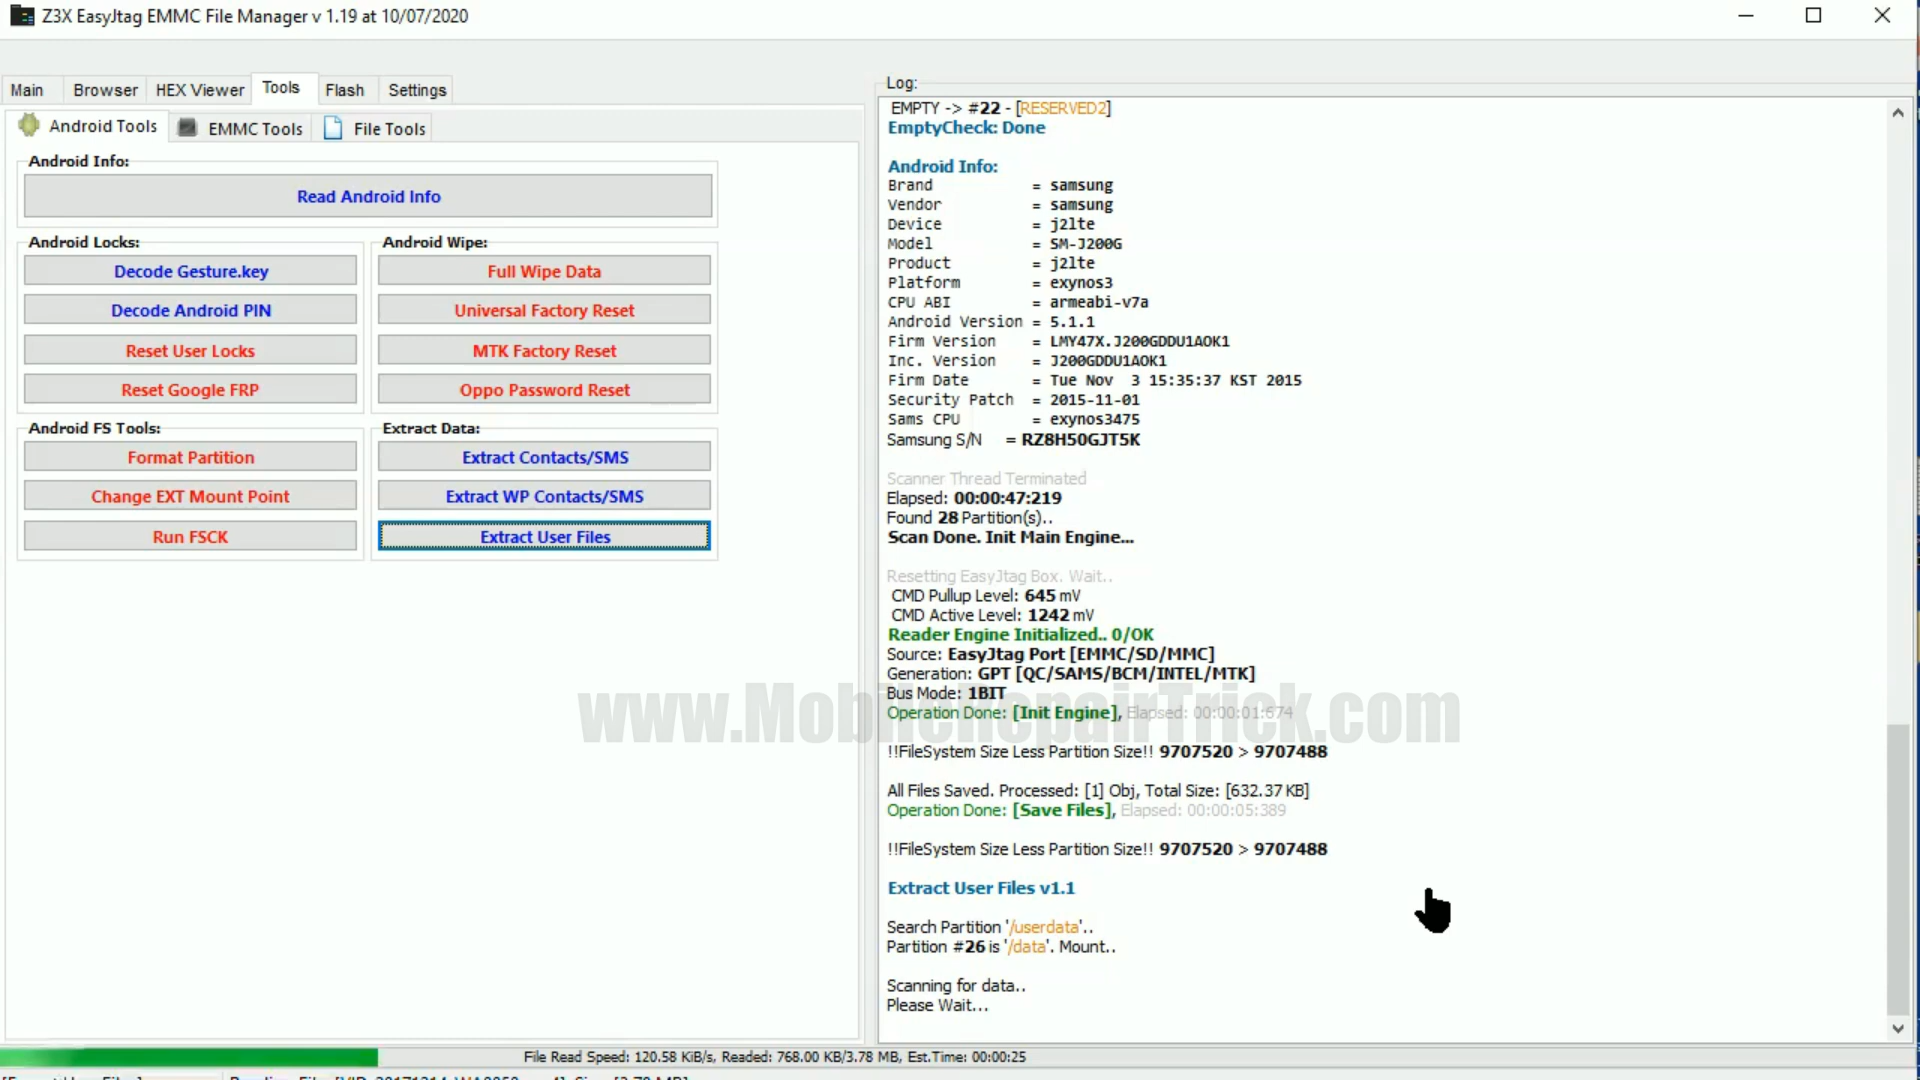 Z3X EasyJtag EMMC File Manager v 1.19 at 10/07/2020
Main Browser HEX Viewer Tools Flash Settings
Android Tools EMMC Tools File Tools
Android Info:
Read Android Info
Android Locks:
Decode Gesture.key
Decode Android PIN
Reset User Locks
Reset Google FRP
Android Wipe:
Full Wipe Data
Universal Factory Reset
MTK Factory Reset
Oppo Password Reset
Android FS Tools:
Format Partition
Change EXT Mount Point
Run FSCK
Extract Data:
Extract Contacts/SMS
Extract WP Contacts/SMS
Extract User Files
Log:
EMPTY -> #22 - [RESERVED2]
EmptyCheck: Done
Android Info:
Brand = samsung
Vendor = samsung
Device = j2lte
Model = SM-J200G
Product = j2lte
Platform = exynos3
CPU ABI = armeabi-v7a
Android Version = 5.1.1
Firm Version = LMY47X.J200GDDU1AOK1
Inc. Version = J200GDDU1AOK1
Firm Date = Tue Nov 3 15:35:37 KST 2015
Security Patch = 2015-11-01
Sams CPU = exynos3475
Samsung S/N = RZ8H50GJT5K
Scanner Thread Terminated
Elapsed: 00:00:47:219
Found 28 Partition(s)..
Scan Done. Init Main Engine...
Resetting EasyJtag Box. Wait..
CMD Pullup Level: 645 mV
CMD Active Level: 1242 mV
Reader Engine Initialized.. 0/OK
Source: EasyJtag Port [EMMC/SD/MMC]
Generation: GPT [QC/SAMS/BCM/INTEL/MTK]
Bus Mode: 1BIT
Operation Done: [Init Engine], Elapsed: 00:00:01:674
www.MobileRepairTrick.com
!!FileSystem Size Less Partition Size!! 9707520 > 9707488
All Files Saved. Processed: [1] Obj, Total Size: [632.37 KB]
Operation Done: [Save Files], Elapsed: 00:00:05:389
!!FileSystem Size Less Partition Size!! 9707520 > 9707488
Extract User Files v1.1
Search Partition '/userdata'..
Partition #26 is '/data'. Mount..
Scanning for data..
Please Wait...
File Read Speed: 120.58 KiB/s, Readed: 768.00 KB/3.78 MB, Est.Time: 00:00:25